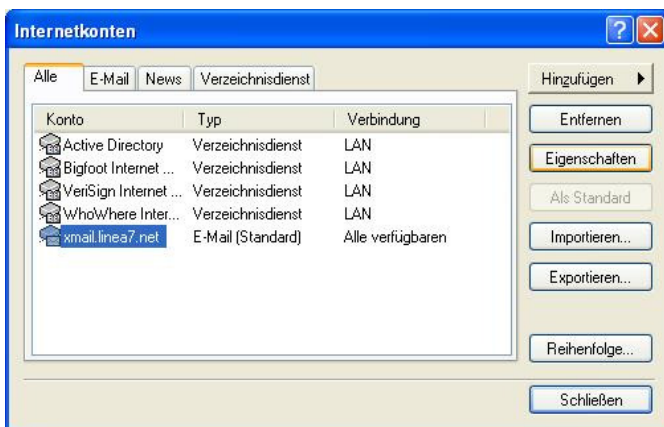 Internetkonten
Alle E-Mail News Verzeichnisdienst
Hinzufügen
Konto Typ Verbindung
Entfernen
Active Directory Verzeichnisdienst LAN
Bigfoot Internet ... Verzeichnisdienst LAN
Eigenschaften
VeriSign Internet ... Verzeichnisdienst LAN
Als Standard
WhoWhere Inter... Verzeichnisdienst LAN
xmail.linea7.net E-Mail (Standard) Alle verfügbaren
Importieren...
Exportieren...
Reihenfolge...
Schließen